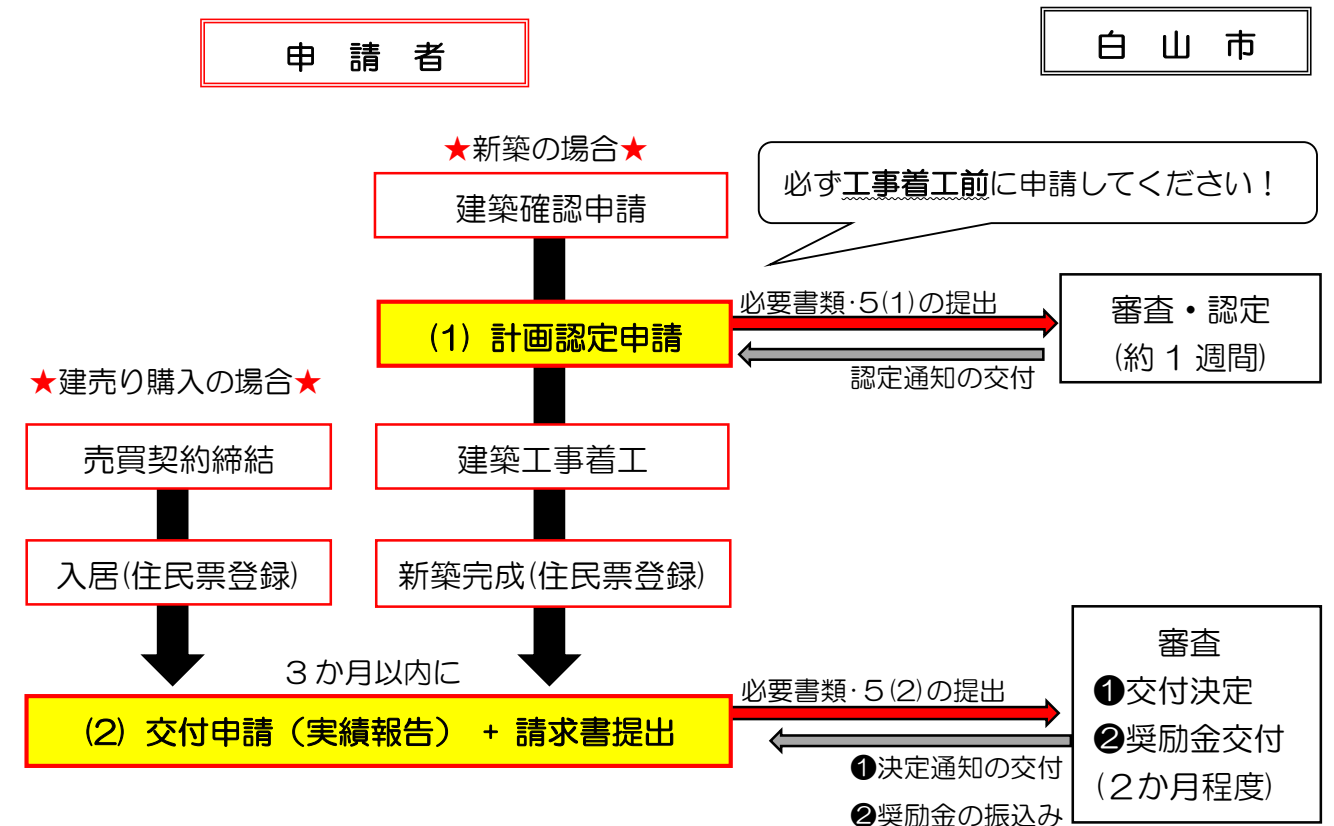 申請者
白山市
★新築の場合★
必ず工事着工前に申請してください！
建築確認申請
必要書類・5(1)の提出
(1) 計画認定申請
審査・認定
(約１週間)
認定通知の交付
★建売り購入の場合★
売買契約締結
建築工事着工
入居(住民票登録)
新築完成(住民票登録)
３か月以内に
必要書類・５(2)の提出
(2) 交付申請（実績報告）+ 請求書提出
審査
❶交付決定
❷奨励金交付
(２か月程度)
❶決定通知の交付
❷奨励金の振込み